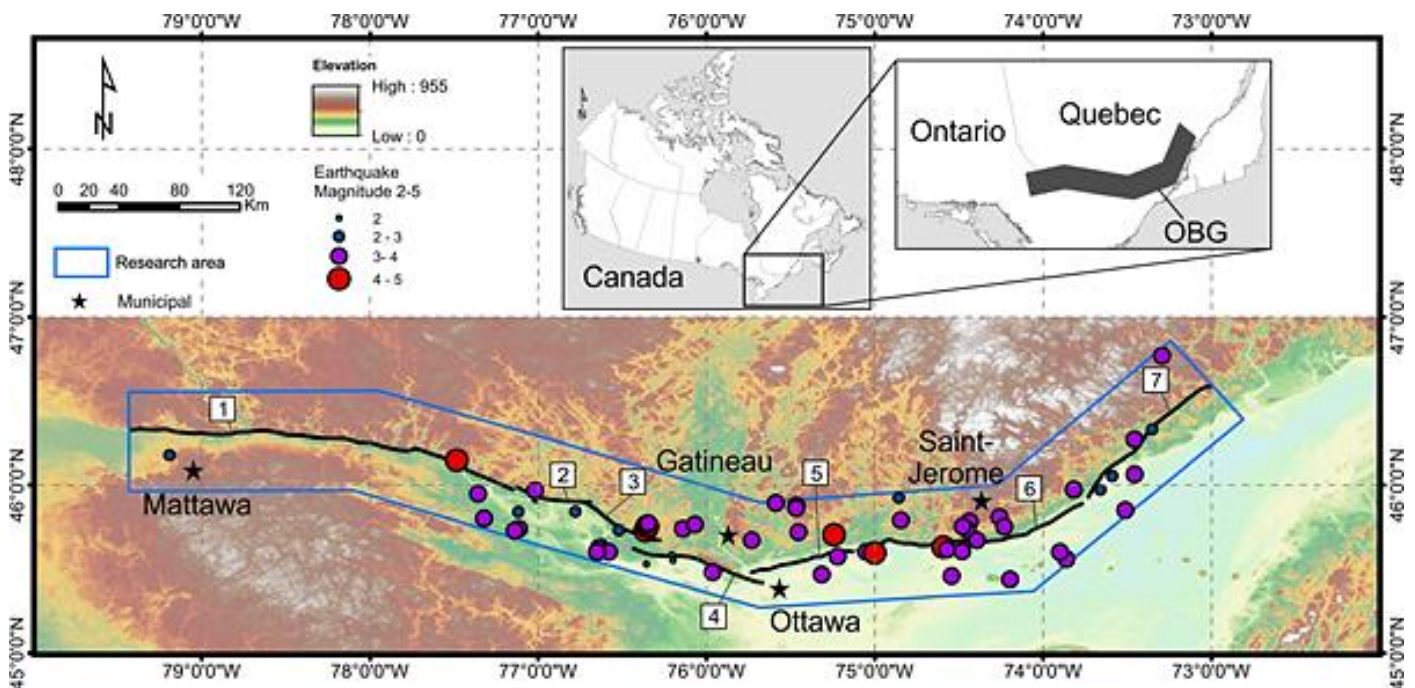 79°0'0"W 78°0'0"W 77°0'0"W 76°0'0"W 75°0'0"W 74°0'0"W 73°0'0"W
48°0'0"N
47°0'0"N
46°0'0"N
45°0'0"N
N
0 20 40 80 120
Km
Research area
Municipal
Elevation
High : 955
Low : 0
Earthquake
Magnitude 2-5
2
2 - 3
3- 4
4 - 5
N
Canada
Ontario
Quebec
OBG
48°0'0"N
47°0'0"N
46°0'0"N
45°0'0"N
1
2
3
4
5
6
7
Mattawa
Gatineau
Ottawa
Saint-
Jerome
79°0'0"W 78°0'0"W 77°0'0"W 76°0'0"W 75°0'0"W 74°0'0"W 73°0'0"W